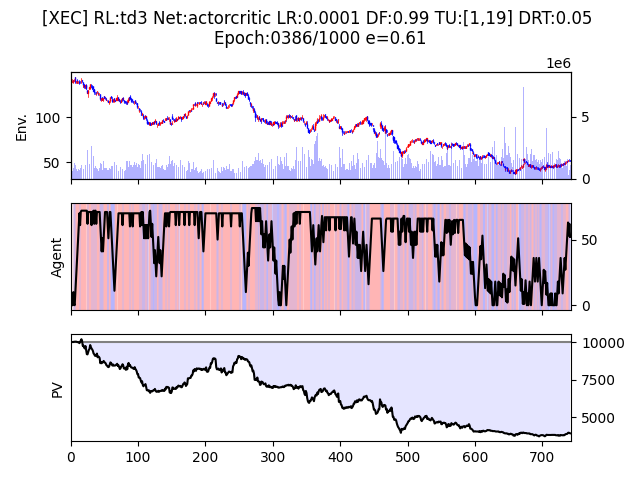 [XEC] RL:td3 Net:actorcritic LR:0.0001 DF:0.99 TU:[1,19] DRT:0.05
Epoch:0386/1000 e=0.61
1e6
Env.
100
50
5
0
Agent
50
0
PV
10000
7500
5000
0 100 200 300 400 500 600 700